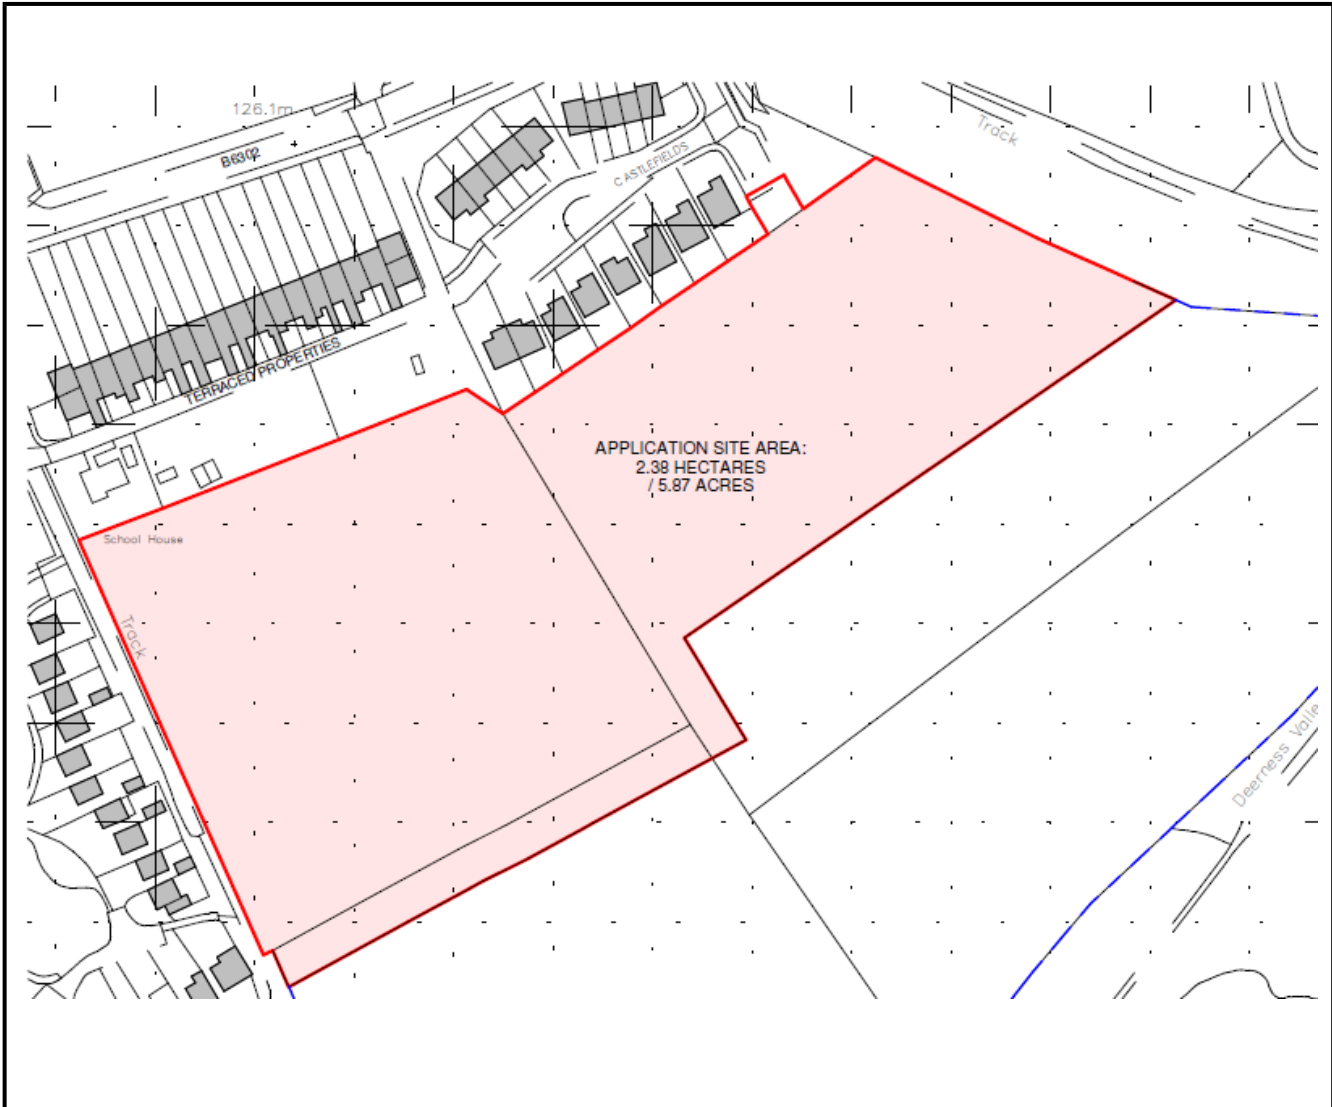 126.1m
B6302
Track
CASTLEFIELDS
TERRACED PROPERTIES
APPLICATION SITE AREA:
2.38 HECTARES
/ 5.87 ACRES
School House
Track
Deerness Valle